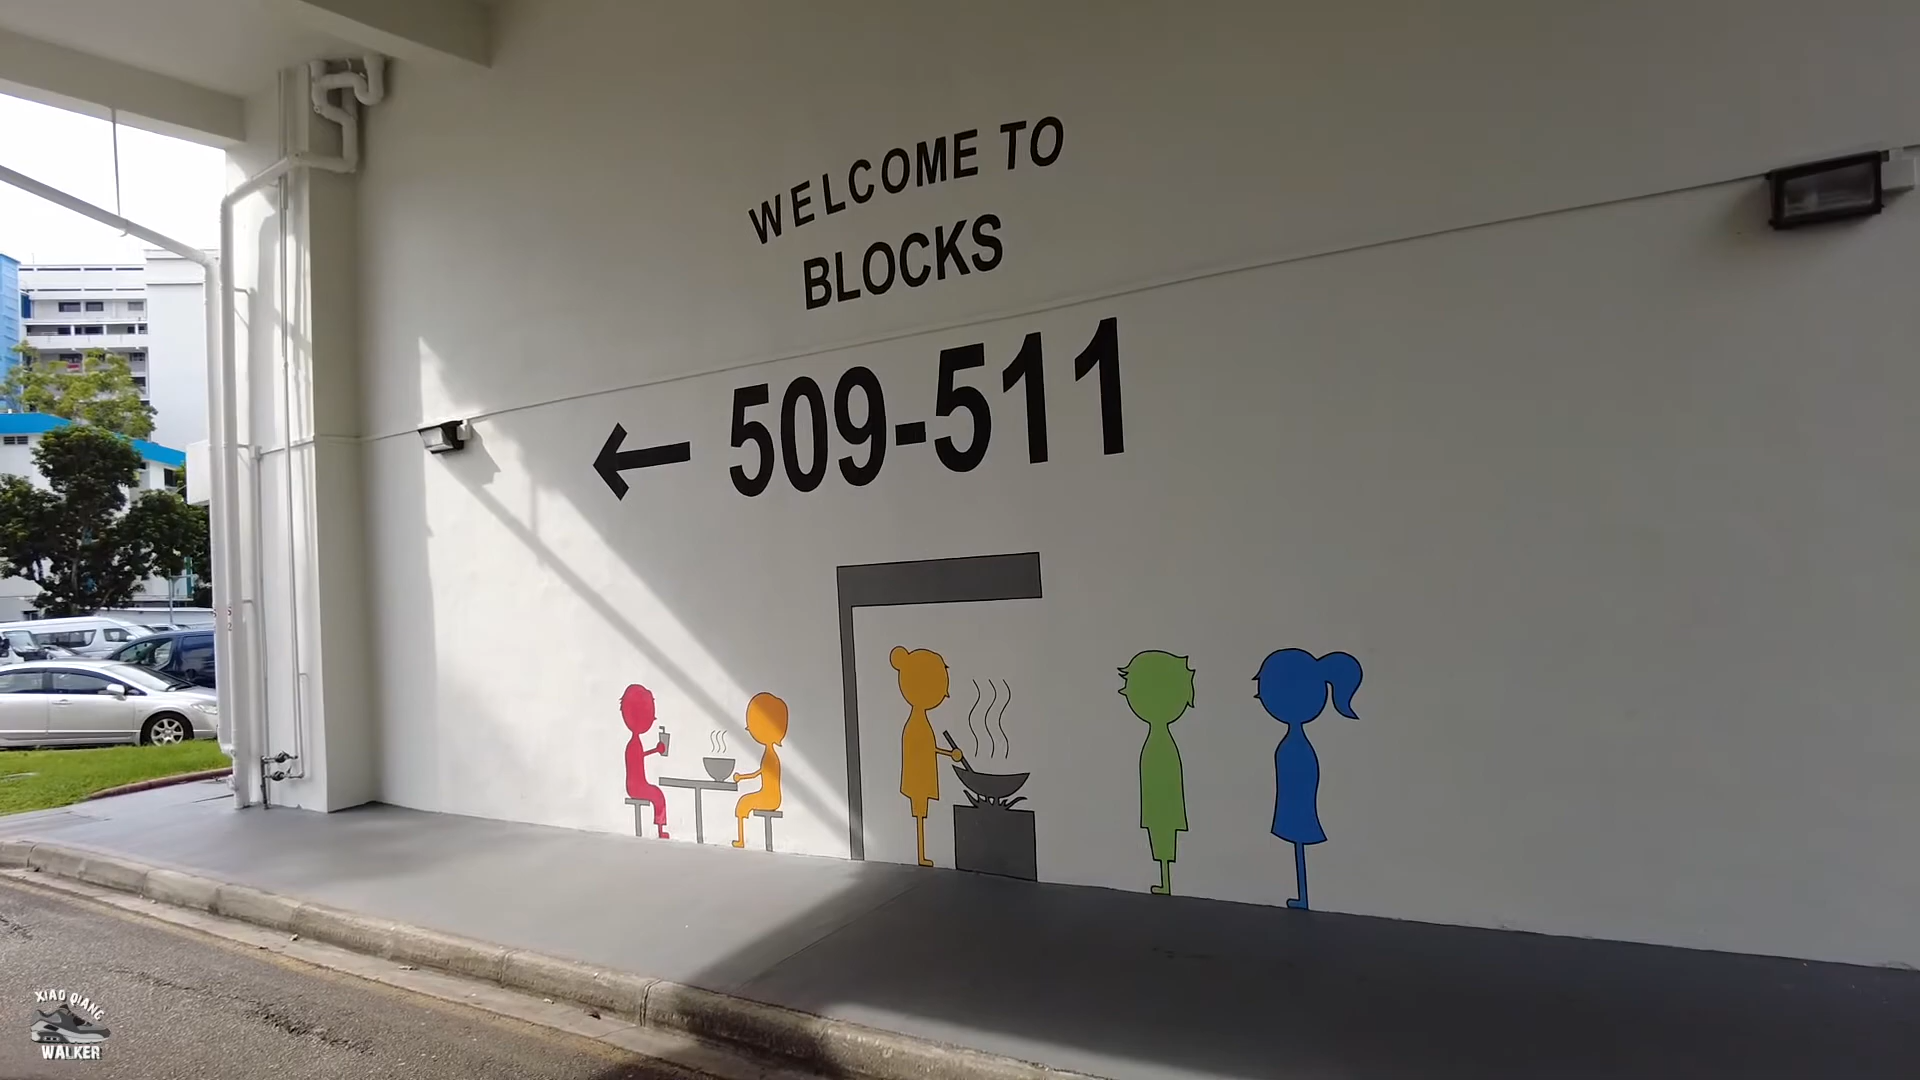 WELCOME TO
BLOCKS
← 509-511
XIAO QIANG
WALKER